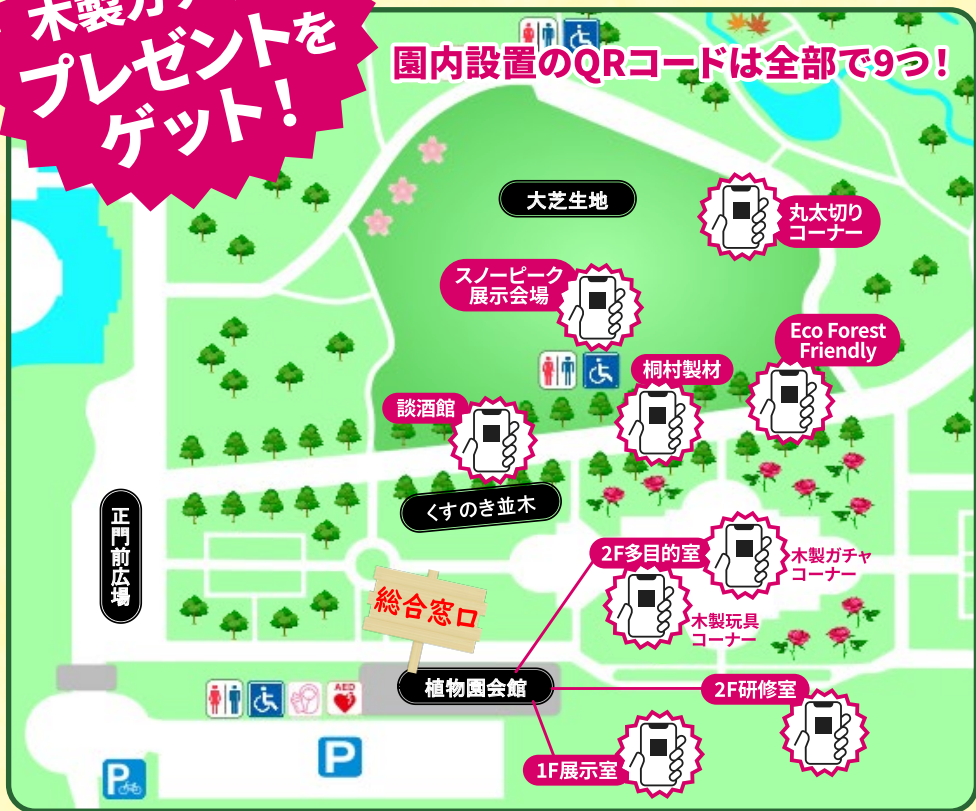 木製ガ
プレゼントを
ゲット!
園内設置のQRコードは全部で9つ!
大芝生地
丸太切り
コーナー
スノーピーク
展示会場
Eco Forest
Friendly
桐村製材
談酒館
くすのき並木
正門前広場
2F多目的室
木製ガチャ
コーナー
木製玩具
コーナー
総合窓口
植物園会館
2F研修室
AED
P
1F展示室
P